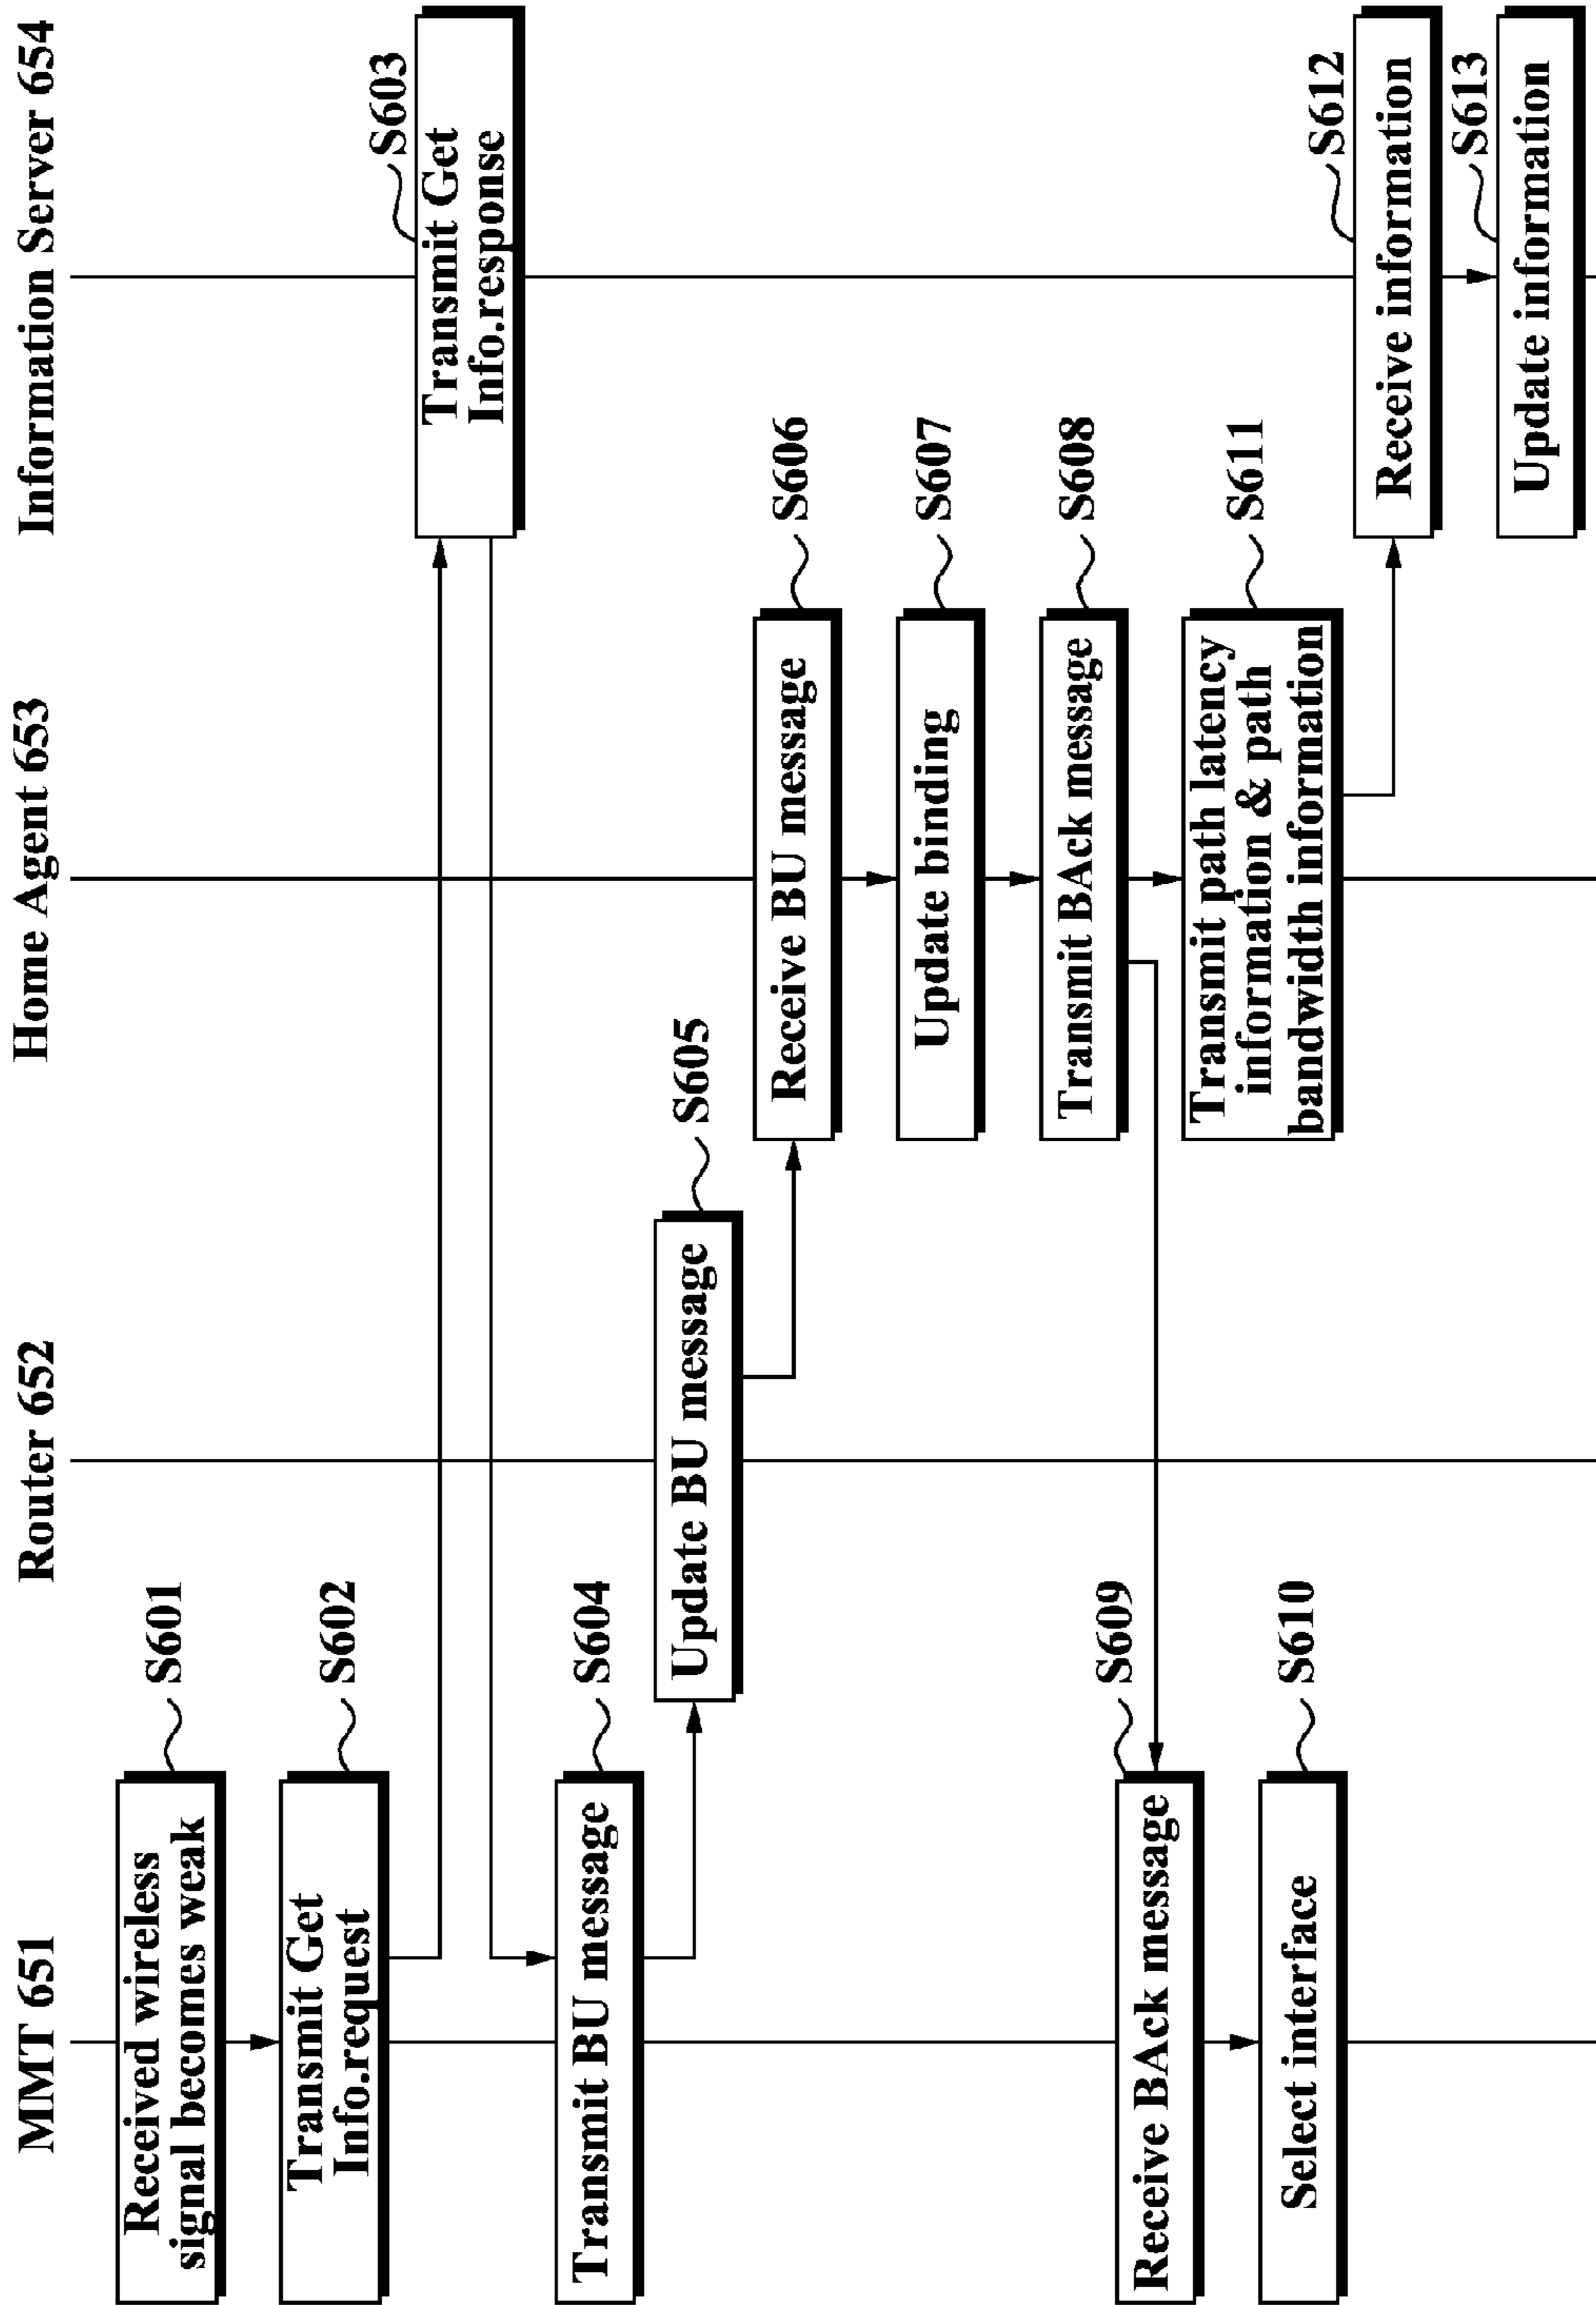 MMT 651
Router 652
Home Agent 653
Information Server 654
Received wireless
signal becomes weak
S601
Transmit Get
Info.request
S602
Transmit Get
Info.response
S603
Transmit BU message
S604
Update BU message
S605
Receive BU message
S606
Update binding
S607
Transmit BAck message
S608
Receive BAck message
S609
Select interface
S610
Transmit path latency
information & path
bandwidth information
S611
Receive information
S612
Update information
S613